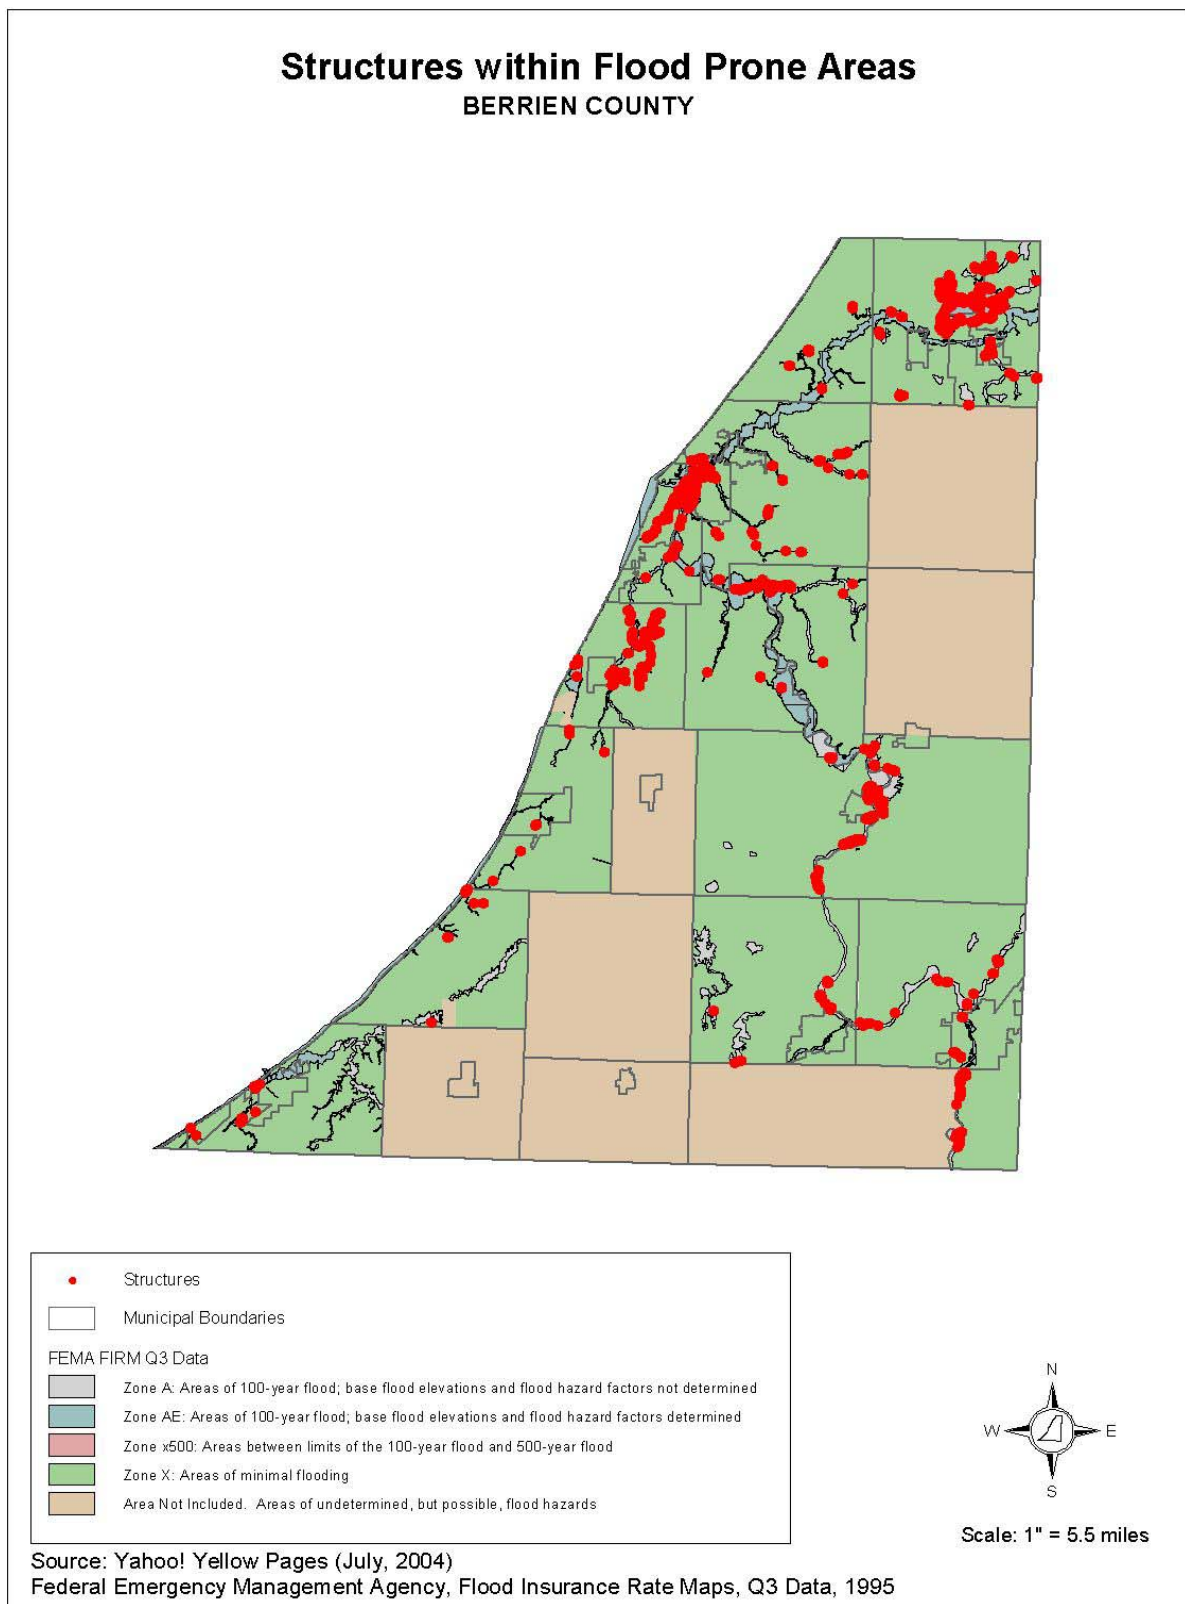 Structures within Flood Prone Areas
BERRIEN COUNTY
Structures
Municipal Boundaries
FEMA FIRM Q3 Data
Zone A: Areas of 100-year flood; base flood elevations and flood hazard factors not determined
Zone AE: Areas of 100-year flood; base flood elevations and flood hazard factors determined
Zone x500: Areas between limits of the 100-year flood and 500-year flood
Zone X: Areas of minimal flooding
Area Not Included. Areas of undetermined, but possible, flood hazards
N
W E
S
Scale: 1" = 5.5 miles
Source: Yahoo! Yellow Pages (July, 2004)
Federal Emergency Management Agency, Flood Insurance Rate Maps, Q3 Data, 1995